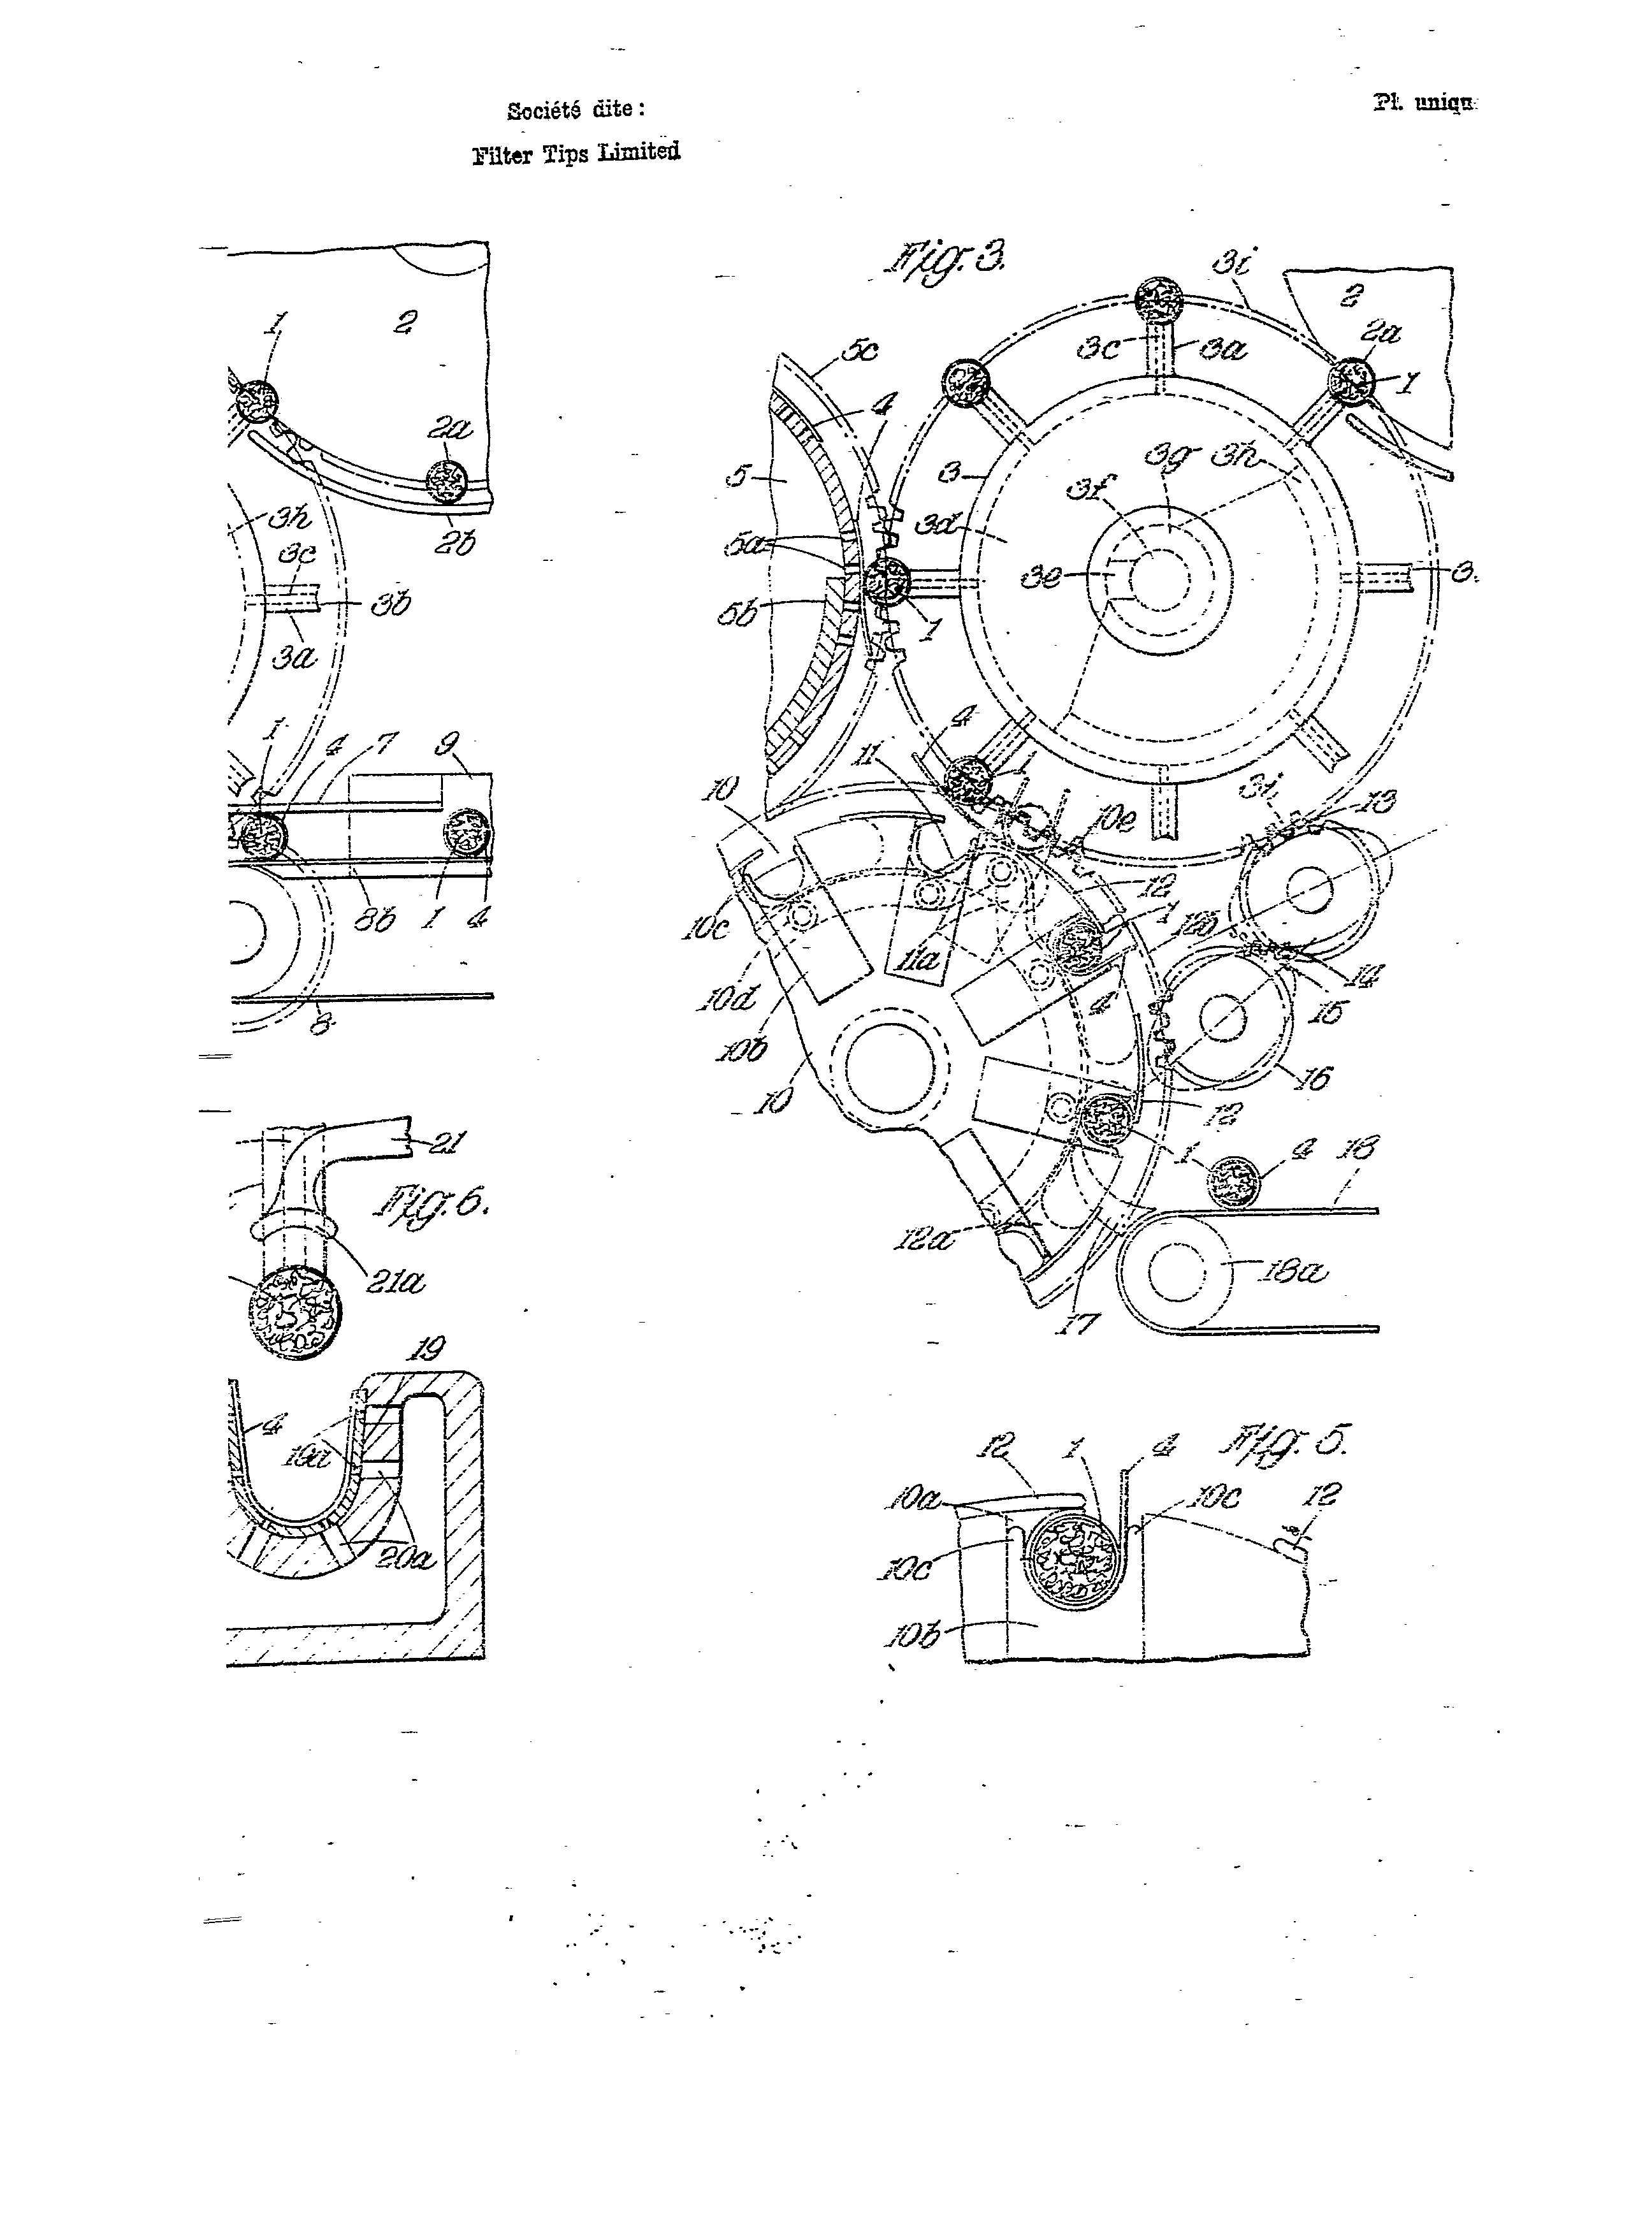 Société dite :
Filter Tips Limited
Pl. uniqu
1
2
2a
2b
3h
3c
3b
3a
1
4
7
9
8b
1
4
8
21
Fig. 6.
21a
19
4
19a
20a
Fig. 3.
3i
2
5c
3c
3a
2a
1
4
5
3
3g
3h
3f
3d
5a
3e
3.
5b
1
4
11
10
3i
13
10e
12
10c
1
12b
11a
10d
4
14
10b
15
10
16
12
1
4
18
12a
18a
17
Fig. 5.
12
1
4
10a
10c
12
10c
10b